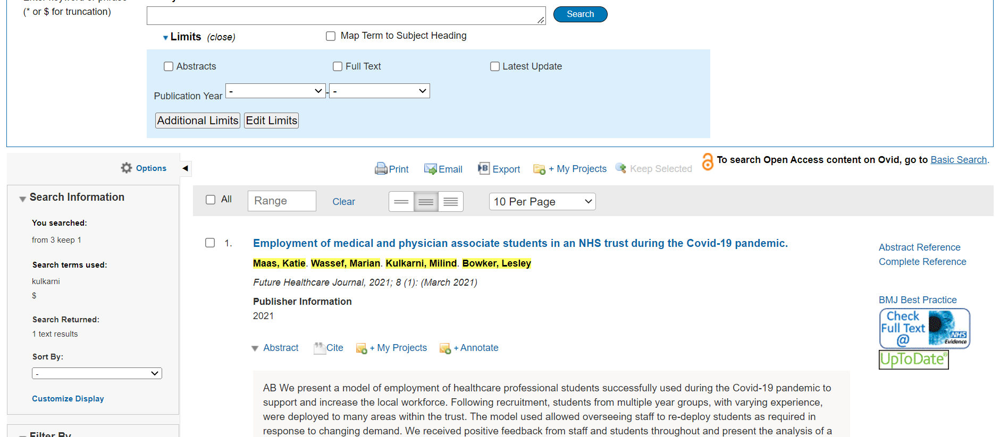 (* or $ for truncation)
Search
Limits (close)
Map Term to Subject Heading
Abstracts
Full Text
Latest Update
Publication Year - - -
Additional Limits Edit Limits
Options
Print Email Export + My Projects Keep Selected
To search Open Access content on Ovid, go to Basic Search.
Search Information
You searched:
from 3 keep 1
Search terms used:
kulkarni
$
Search Returned:
1 text results
Sort By:
-
Customize Display
Filter By
All Range Clear 10 Per Page
1. Employment of medical and physician associate students in an NHS trust during the Covid-19 pandemic.
Maas, Katie. Wassef, Marian. Kulkarni, Milind. Bowker, Lesley
Future Healthcare Journal, 2021; 8 (1): (March 2021)
Publisher Information
2021
Abstract Cite + My Projects + Annotate
AB We present a model of employment of healthcare professional students successfully used during the Covid-19 pandemic to
support and increase the local workforce. Following recruitment, students from multiple year groups, with varying experience,
were deployed to many areas within the trust. The model used allowed overseeing staff to re-deploy students as required in
response to changing demand. We received positive feedback from staff and students throughout and present the analysis of a
Abstract Reference
Complete Reference
BMJ Best Practice
Check
Full Text
@
NHS
Evidence
UpToDate®